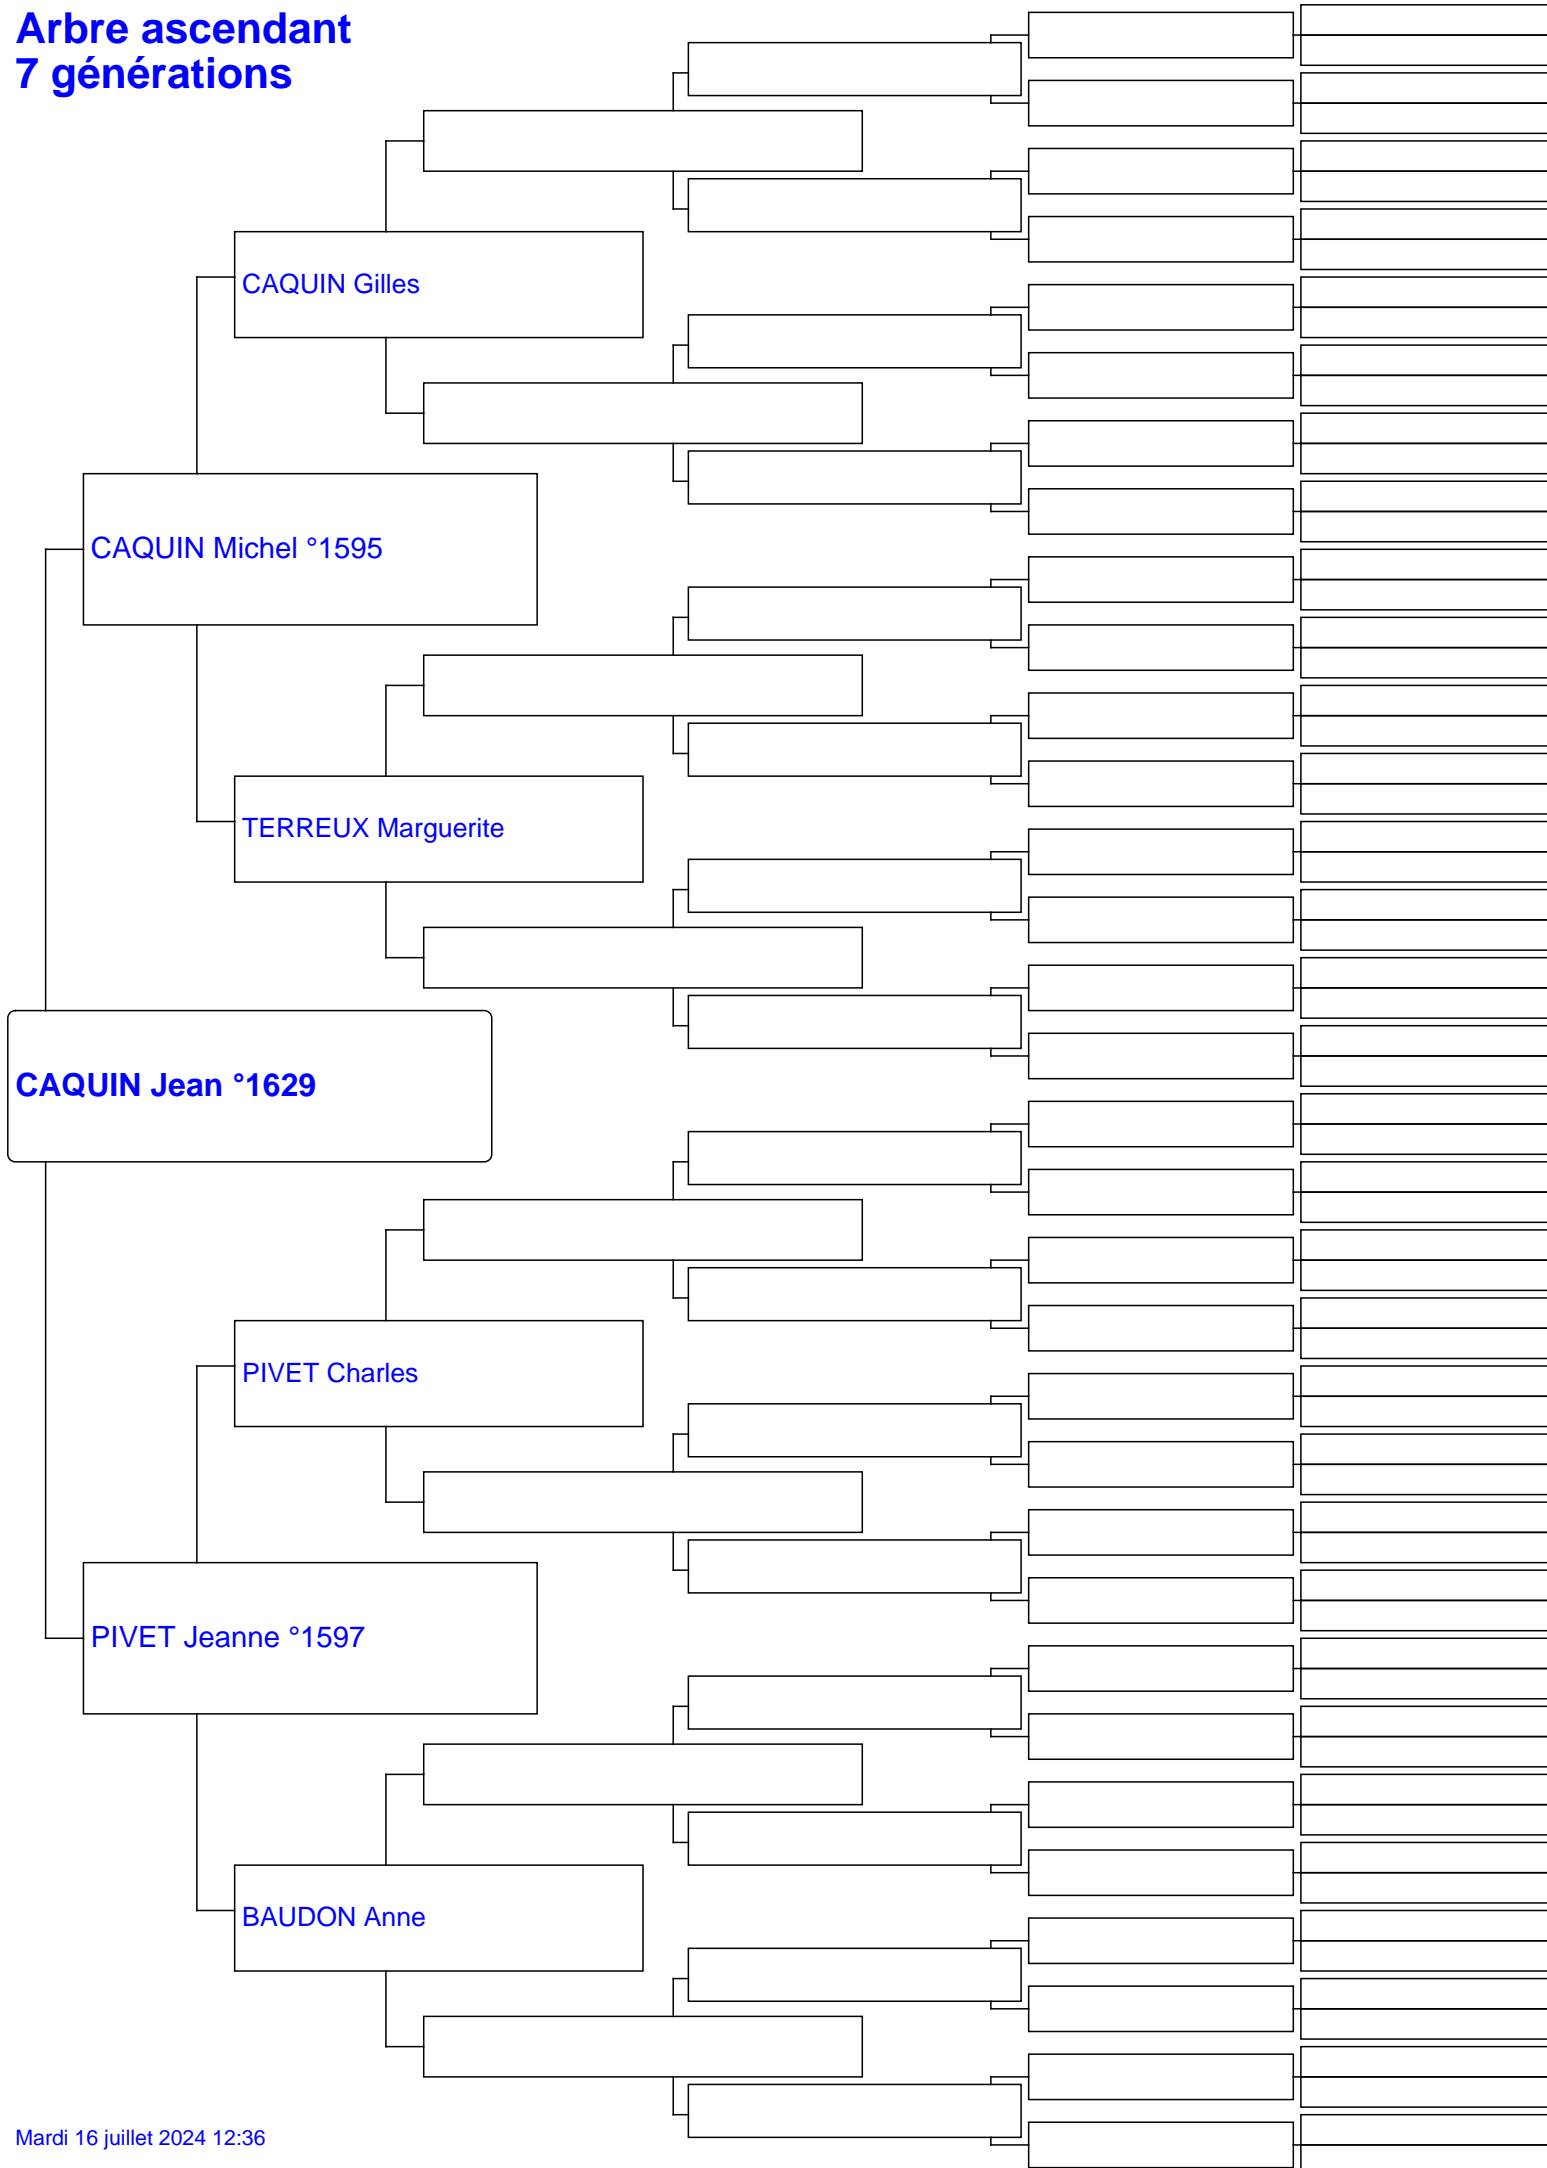 Arbre ascendant
7 générations
CAQUIN Gilles
CAQUIN Michel °1595
TERREUX Marguerite
CAQUIN Jean °1629
PIVET Charles
PIVET Jeanne °1597
BAUDON Anne
Mardi 16 juillet 2024 12:36